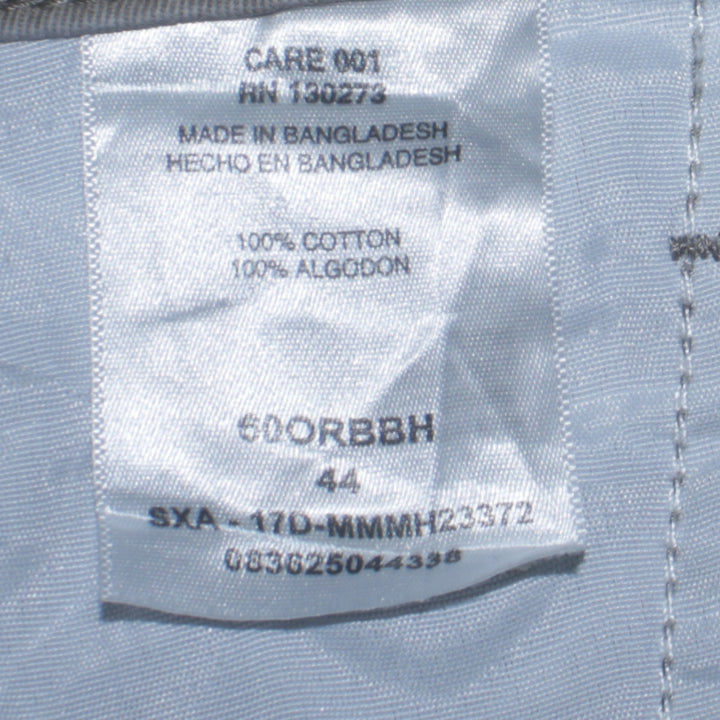 CARE 001
RN 130273
MADE IN BANGLADESH
HECHO EN BANGLADESH
100% COTTON
100% ALGODON
60ORBBH
44
SXA - 17D-MMMH23372
083625044338